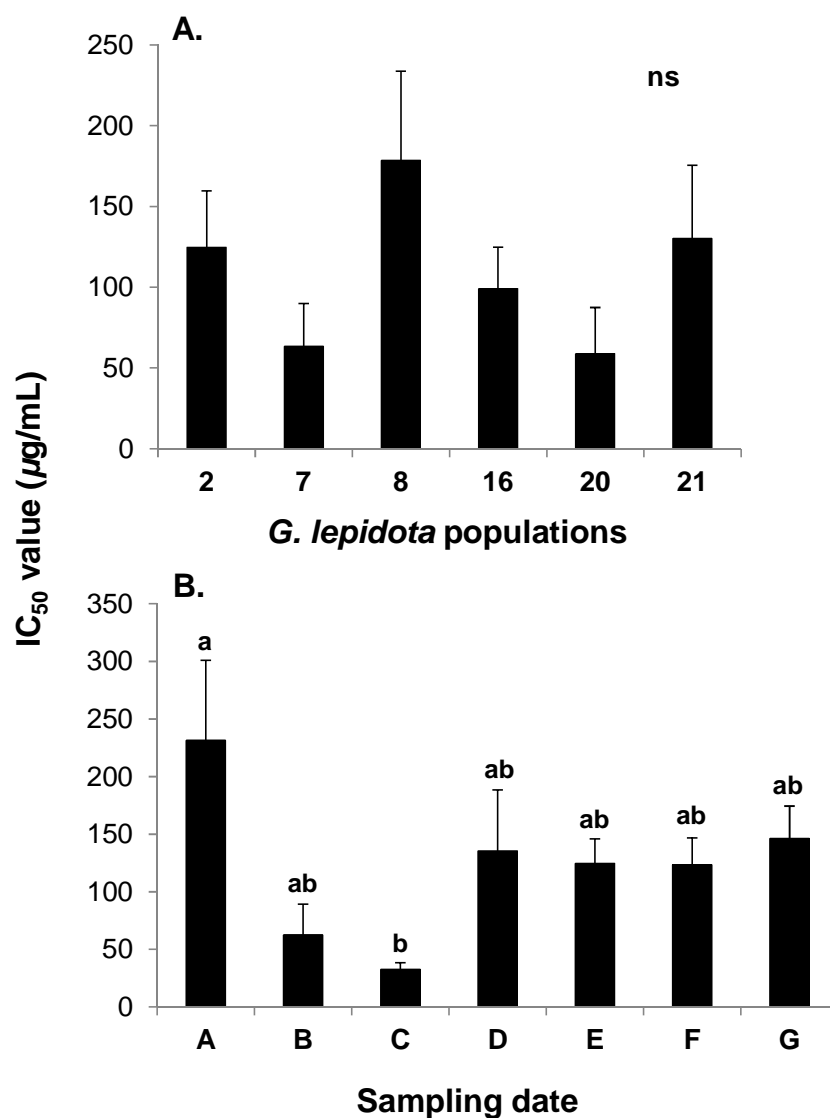 A.
250
200
150
100
50
0
ns
2 7 8 16 20 21
G. lepidota populations
IC50 value (µg/mL)
B.
350
300
250
200
150
100
50
0
a
ab
b
ab
ab
ab
ab
A B C D E F G
Sampling date